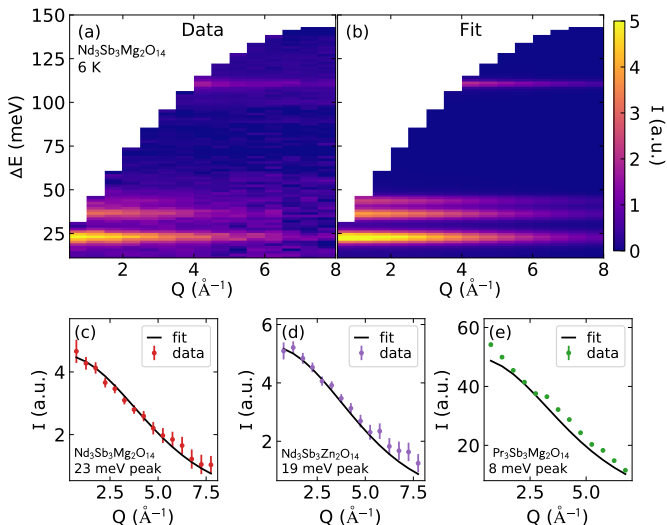 (a) Data
Nd₃Sb₃Mg₂O₁₄
6 K
ΔE (meV)
150
125
100
75
50
25
2 4 6 8
Q (Å⁻¹)
(b) Fit
0 2 4 6 8
Q (Å⁻¹)
5
4
3
2
1
0
I (a.u.)
(c)
fit
data
I (a.u.)
4
2
Nd₃Sb₃Mg₂O₁₄
23 meV peak
2.5 5.0 7.5
Q (Å⁻¹)
(d)
fit
data
I (a.u.)
6
4
2
Nd₃Sb₃Zn₂O₁₄
19 meV peak
2.5 5.0 7.5
Q (Å⁻¹)
(e)
fit
data
I (a.u.)
60
40
20
Pr₃Sb₃Mg₂O₁₄
8 meV peak
2.5 5.0
Q (Å⁻¹)